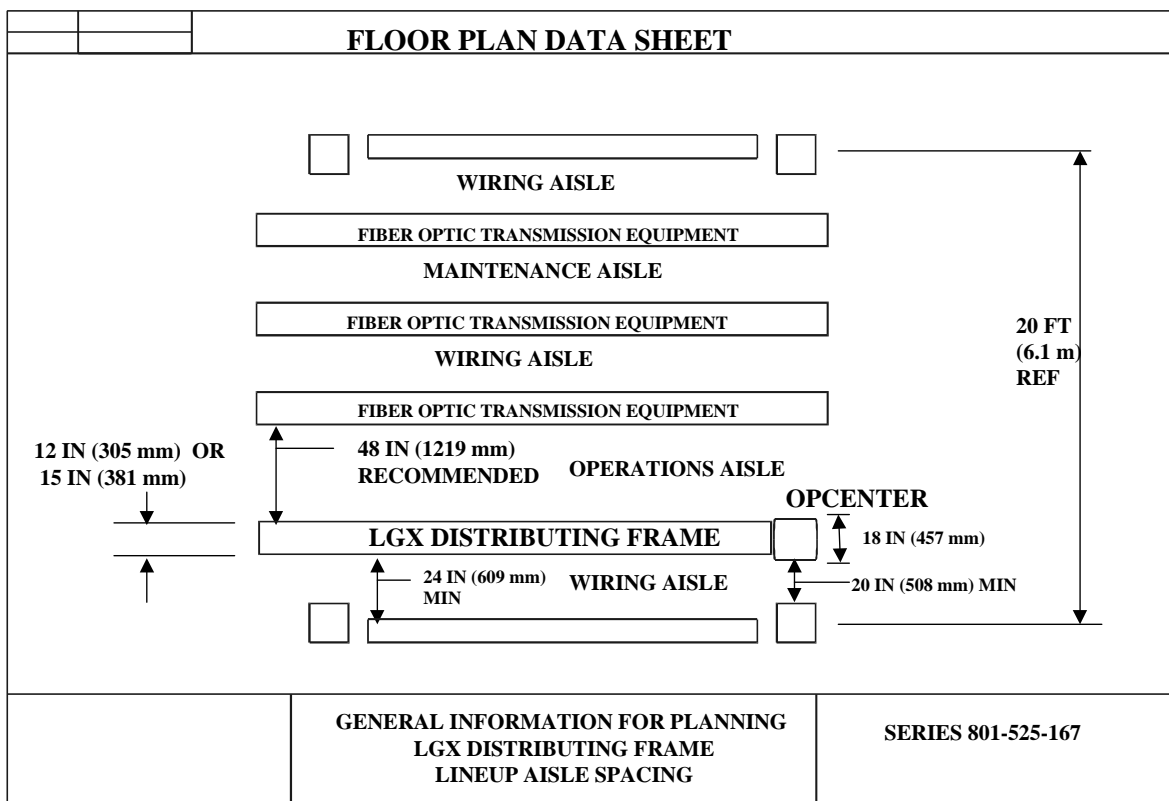 FLOOR PLAN DATA SHEET
WIRING AISLE
FIBER OPTIC TRANSMISSION EQUIPMENT
MAINTENANCE AISLE
FIBER OPTIC TRANSMISSION EQUIPMENT
20 FT
(6.1 m)
REF
WIRING AISLE
FIBER OPTIC TRANSMISSION EQUIPMENT
12 IN (305 mm) OR
15 IN (381 mm)
48 IN (1219 mm)
RECOMMENDED
OPERATIONS AISLE
OPCENTER
LGX DISTRIBUTING FRAME
18 IN (457 mm)
24 IN (609 mm)
MIN
WIRING AISLE
20 IN (508 mm) MIN
GENERAL INFORMATION FOR PLANNING
LGX DISTRIBUTING FRAME
LINEUP AISLE SPACING
SERIES 801-525-167